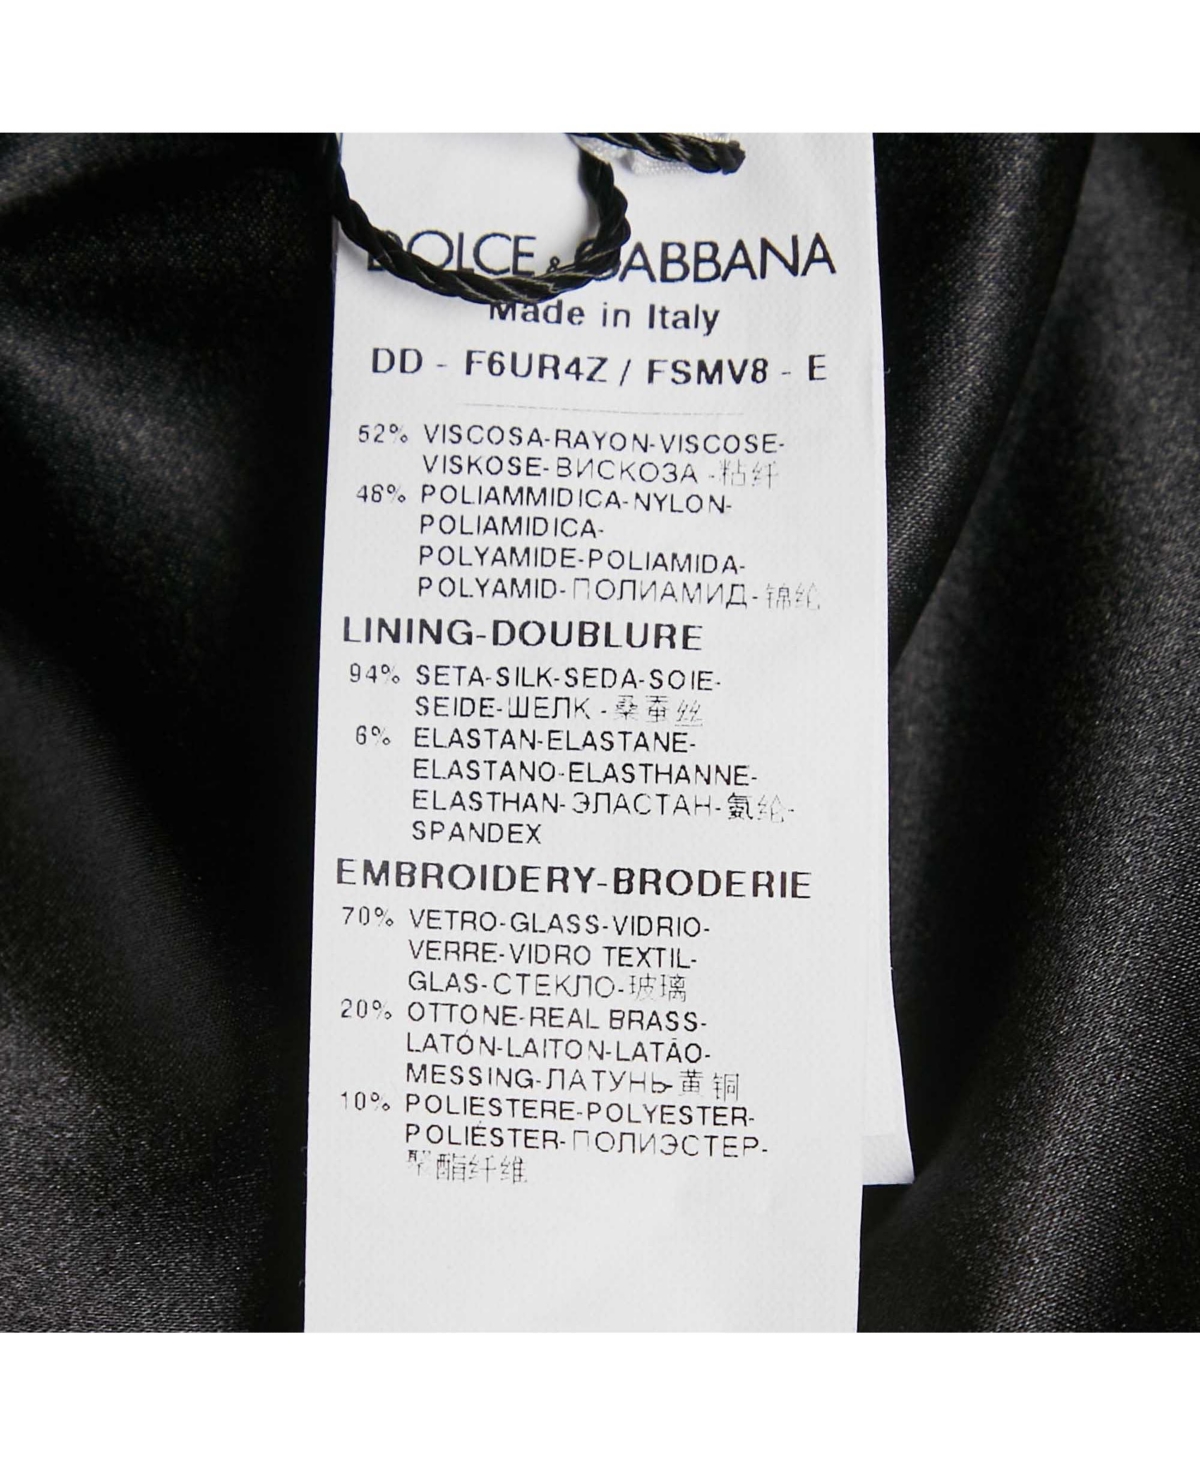 DOLCE & GABBANA
Made in Italy
DD - F6UR4Z / FSMV8 - E
52% VISCOSA-RAYON-VISCOSE-
VISKOSE-ВИСКОЗА -粘纤
48% POLIAMMIDICA-NYLON-
POLIAMIDICA-
POLYAMIDE-POLIAMIDA-
POLYAMID-ПОЛИАМИД-锦纶
LINING-DOUBLURE
94% SETA-SILK-SEDA-SOIE-
SEIDE-ШЕЛК -桑蚕丝
6% ELASTAN-ELASTANE-
ELASTANO-ELASTHANNE-
ELASTHAN-ЭЛАСТАН-氨纶-
SPANDEX
EMBROIDERY-BRODERIE
70% VETRO-GLASS-VIDRIO-
VERRE-VIDRO TEXTIL-
GLAS-СТЕКЛО-玻璃
20% OTTONE-REAL BRASS-
LATÓN-LAITON-LATÃO-
MESSING-ЛАТУНЬ-黄铜
10% POLIESTERE-POLYESTER-
POLIÉSTER-ПОЛИЭСТЕР-
聚酯纤维